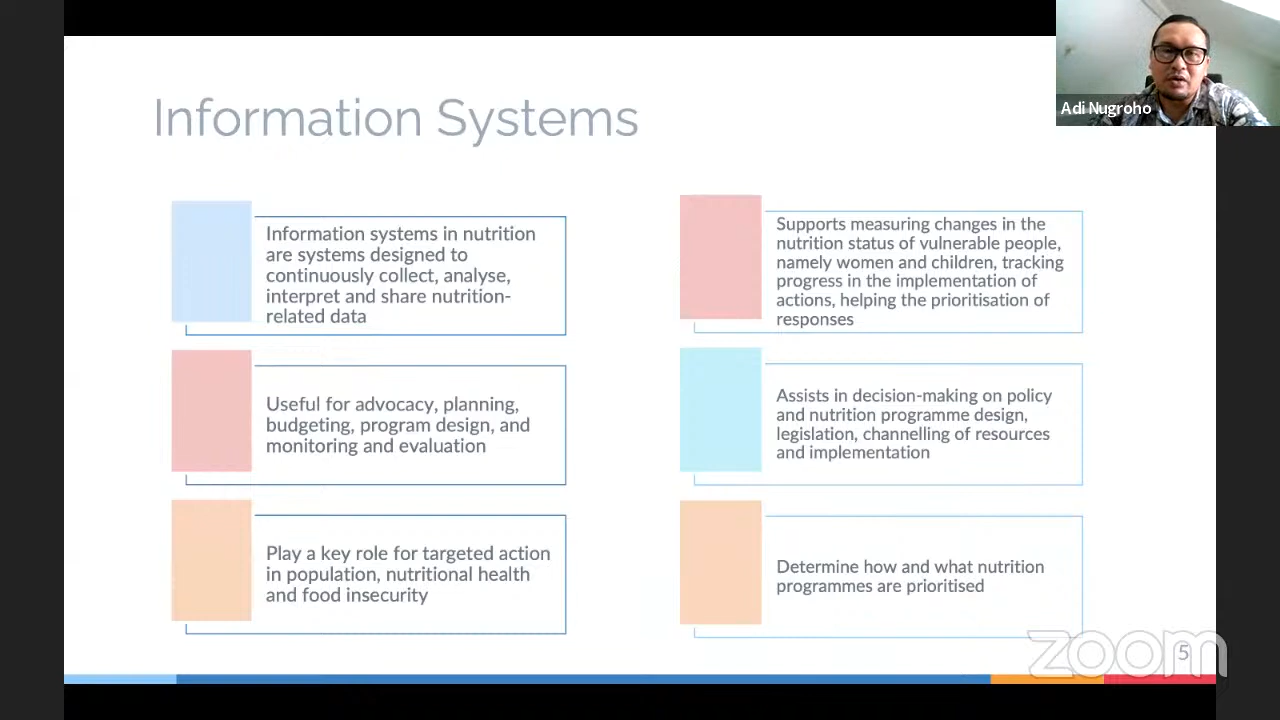 Information Systems
Adi Nugroho
Information systems in nutrition
are systems designed to
continuously collect, analyse,
interpret and share nutrition-
related data
Useful for advocacy, planning,
budgeting, program design, and
monitoring and evaluation
Play a key role for targeted action
in population, nutritional health
and food insecurity
Supports measuring changes in the
nutrition status of vulnerable people,
namely women and children, tracking
progress in the implementation of
actions, helping the prioritisation of
responses
Assists in decision-making on policy
and nutrition programme design,
legislation, channelling of resources
and implementation
Determine how and what nutrition
programmes are prioritised
zoom
5